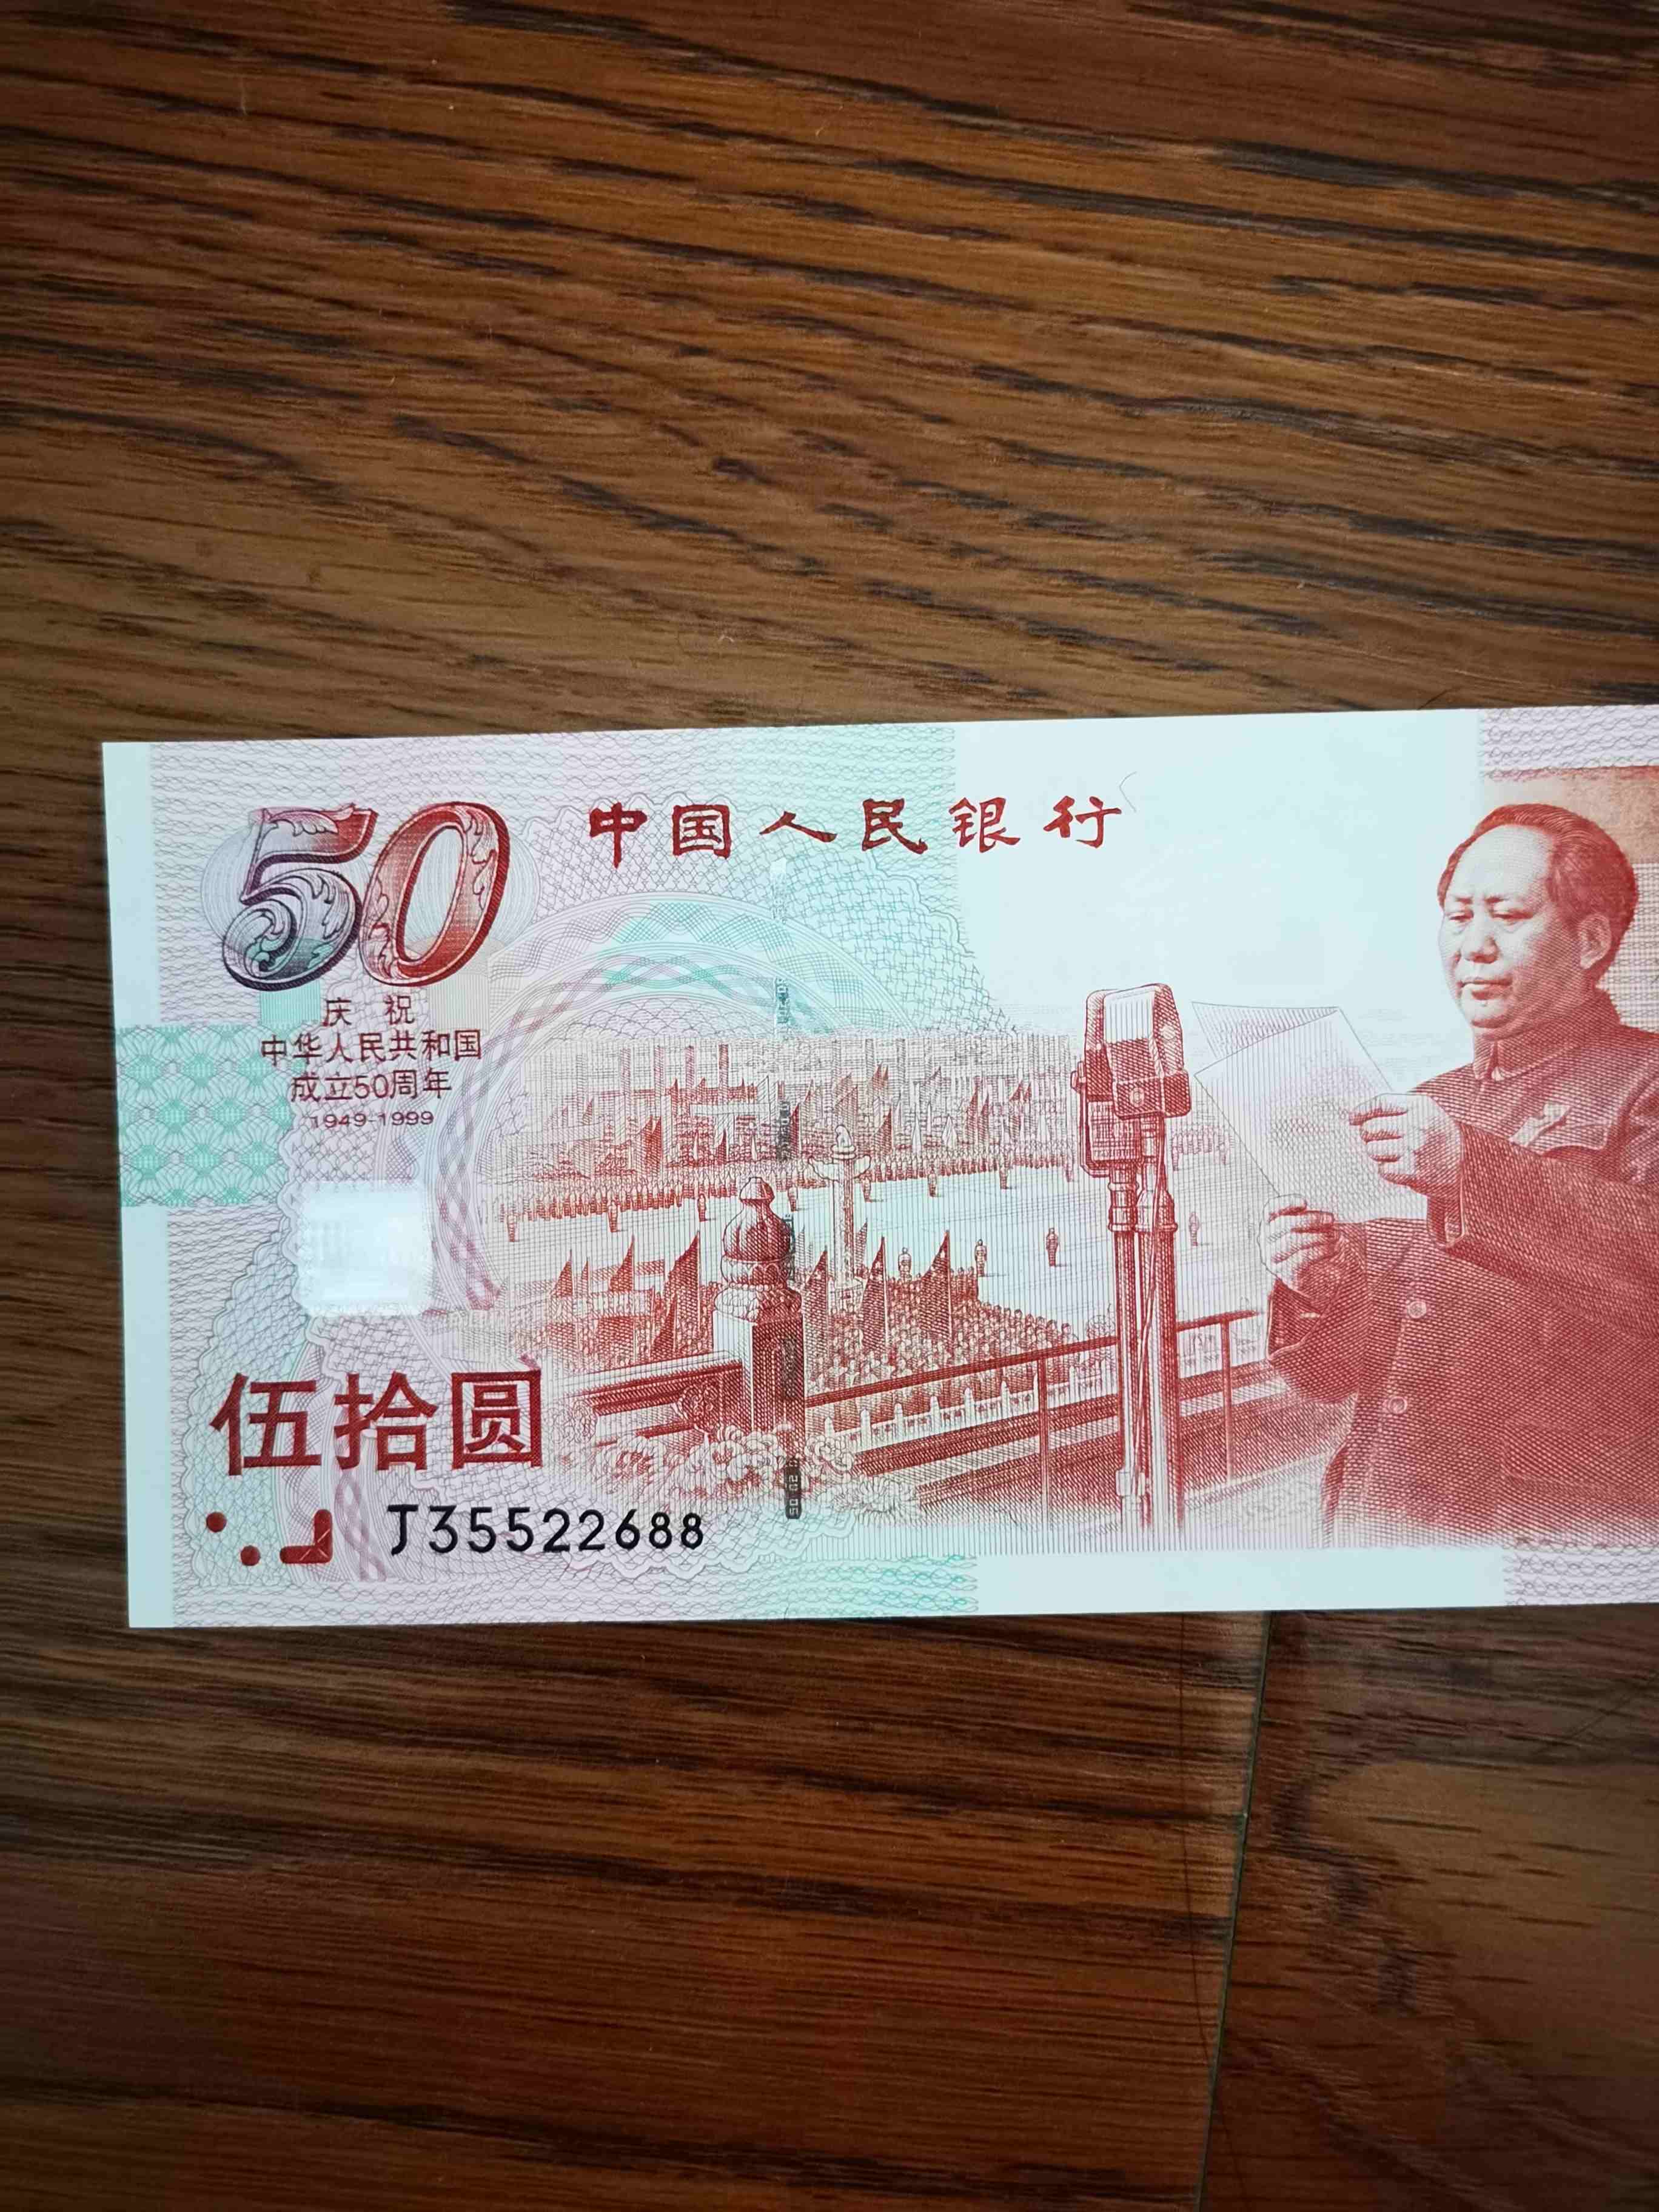 50 中国人民银行
庆祝
中华人民共和国
成立50周年
1949-1999
伍拾圆
J35522688